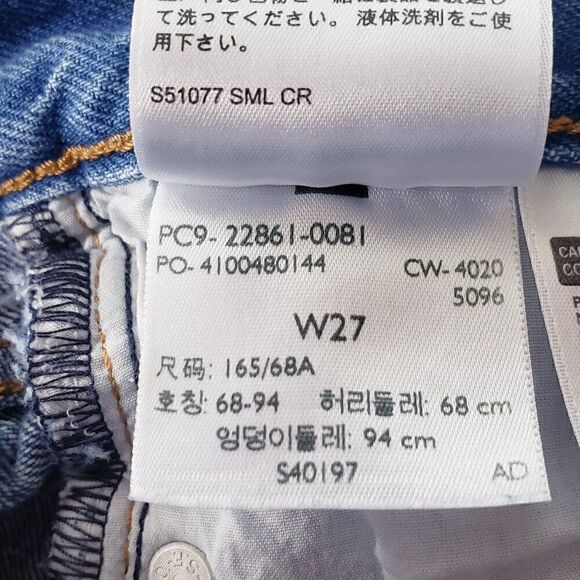 て洗ってください。液体洗剤をご使
用下さい。
S51077 SML CR
PC9- 22861-0081
PO- 4100480144 CW- 4020
5096
W27
尺码: 165/68A
호칭: 68-94 허리둘레: 68 cm
엉덩이둘레: 94 cm
S40197 AD